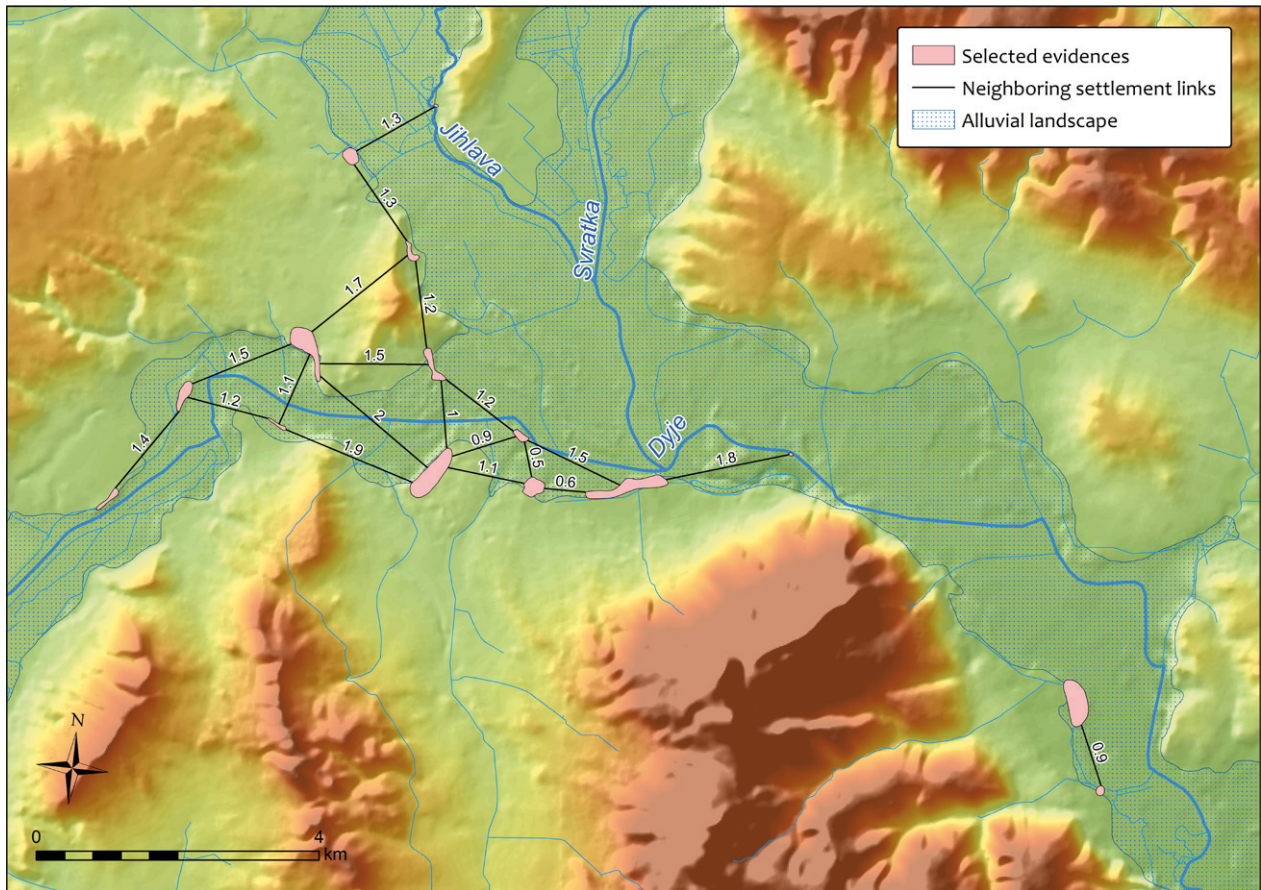 Selected evidences
Neighboring settlement links
Alluvial landscape
Jihlava
Svratka
Dyje
1.3
1.3
1.7
1.2
1.5
1.5
1.1
1.2
1.4
2
1
1.2
1.9
0.9
1.1
0.5
1.5
0.6
1.8
0.9
N
0 4
km